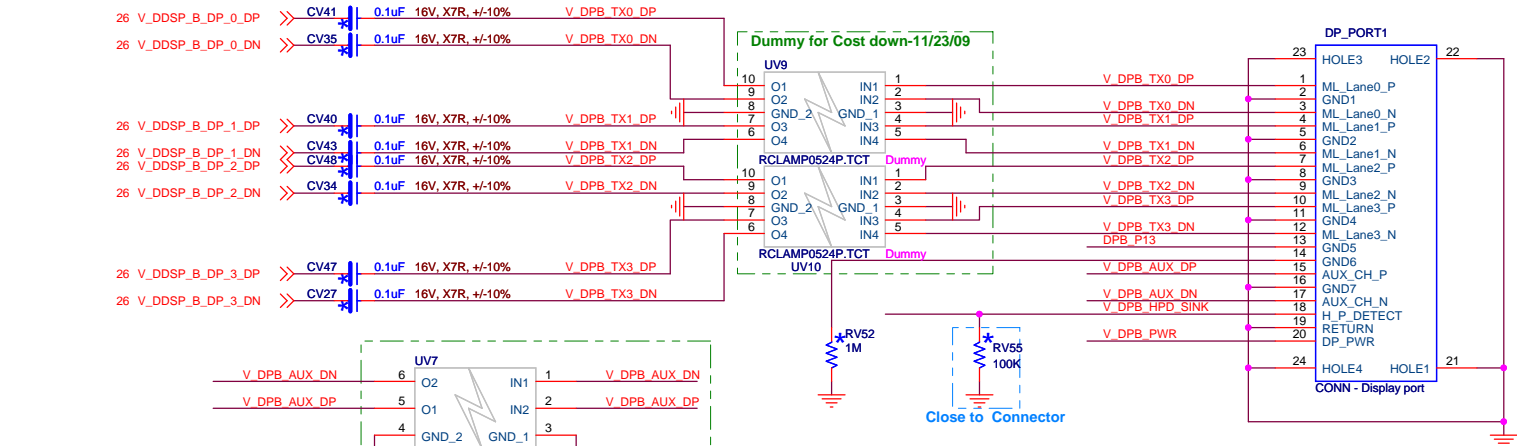 26 V_DDSP_B_DP_0_DP CV41 0.1uF 16V, X7R, +/-10% V_DPB_TX0_DP
26 V_DDSP_B_DP_0_DN CV35 0.1uF 16V, X7R, +/-10% V_DPB_TX0_DN
26 V_DDSP_B_DP_1_DP CV40 0.1uF 16V, X7R, +/-10% V_DPB_TX1_DP
26 V_DDSP_B_DP_1_DN CV43 0.1uF 16V, X7R, +/-10% V_DPB_TX1_DN
26 V_DDSP_B_DP_2_DP CV48 0.1uF 16V, X7R, +/-10% V_DPB_TX2_DP
26 V_DDSP_B_DP_2_DN CV34 0.1uF 16V, X7R, +/-10% V_DPB_TX2_DN
26 V_DDSP_B_DP_3_DP CV47 0.1uF 16V, X7R, +/-10% V_DPB_TX3_DP
26 V_DDSP_B_DP_3_DN CV27 0.1uF 16V, X7R, +/-10% V_DPB_TX3_DN
Dummy for Cost down-11/23/09
UV9
10 O1 IN1 1
9 O2 IN2 2
8 GND_2 GND_1 3
7 O3 IN3 4
6 O4 IN4 5
RCLAMP0524P.TCT Dummy
10 O1 IN1 1
9 O2 IN2 2
8 GND_2 GND_1 3
7 O3 IN3 4
6 O4 IN4 5
RCLAMP0524P.TCT Dummy
UV10
DP_PORT1
23 HOLE3 HOLE2 22
V_DPB_TX0_DP 1 ML_Lane0_P
2 GND1
V_DPB_TX0_DN 3 ML_Lane0_N
V_DPB_TX1_DP 4 ML_Lane1_P
5 GND2
V_DPB_TX1_DN 6 ML_Lane1_N
V_DPB_TX2_DP 7 ML_Lane2_P
8 GND3
V_DPB_TX2_DN 9 ML_Lane2_N
V_DPB_TX3_DP 10 ML_Lane3_P
11 GND4
V_DPB_TX3_DN 12 ML_Lane3_N
DPB_P13 13 GND5
14 GND6
V_DPB_AUX_DP 15 AUX_CH_P
16 GND7
V_DPB_AUX_DN 17 AUX_CH_N
V_DPB_HPD_SINK 18 H_P_DETECT
19 RETURN
V_DPB_PWR 20 DP_PWR
24 HOLE4 HOLE1 21
CONN - Display port
* RV52
1M
* RV55
100K
Close to Connector
UV7
V_DPB_AUX_DN 6 O2 IN1 1 V_DPB_AUX_DN
V_DPB_AUX_DP 5 O1 IN2 2 V_DPB_AUX_DP
4 GND_2 GND_1 3